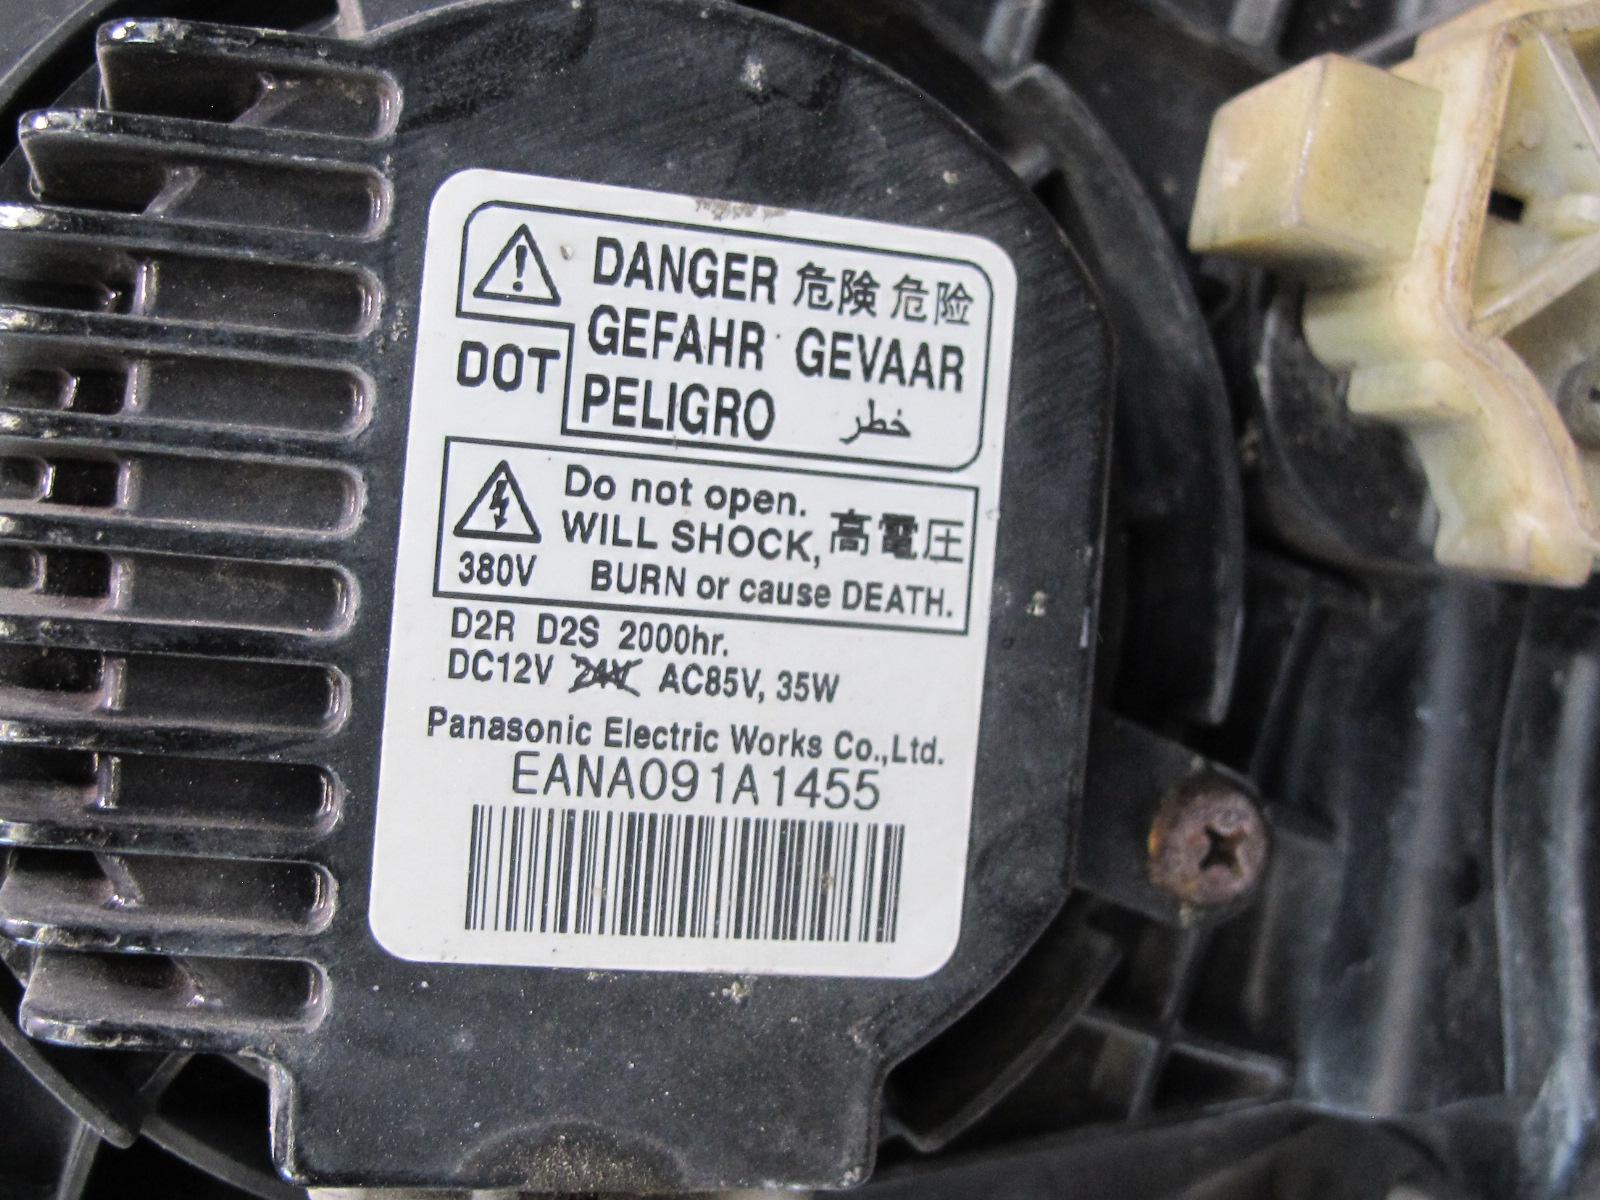 DANGER 危険 危险
GEFAHR GEVAAR
DOT
PELIGRO خطر
Do not open.
WILL SHOCK, 高電圧
380V BURN or cause DEATH.
D2R D2S 2000hr.
DC12V 24V AC85V, 35W
Panasonic Electric Works Co.,Ltd.
EANA091A1455